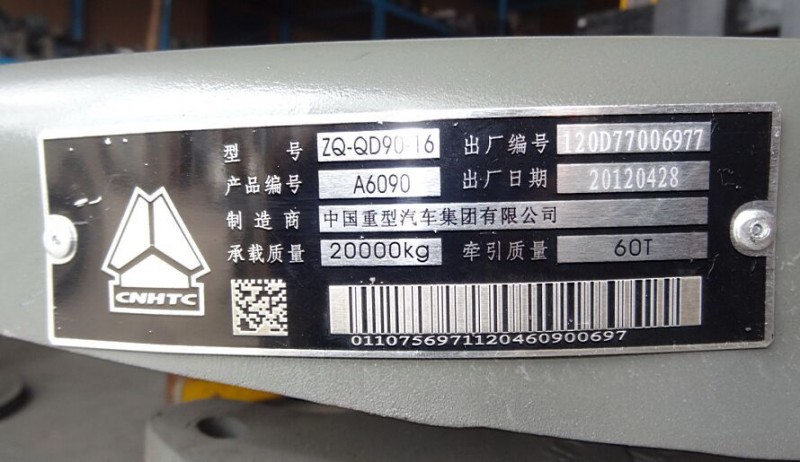 型 号 ZQ-QD90-16 出厂编号 120D77006977
产品编号 A6090 出厂日期 20120428
制造商 中国重型汽车集团有限公司
承载质量 20000kg 牵引质量 60T
CNHTC
0110756971120460900697